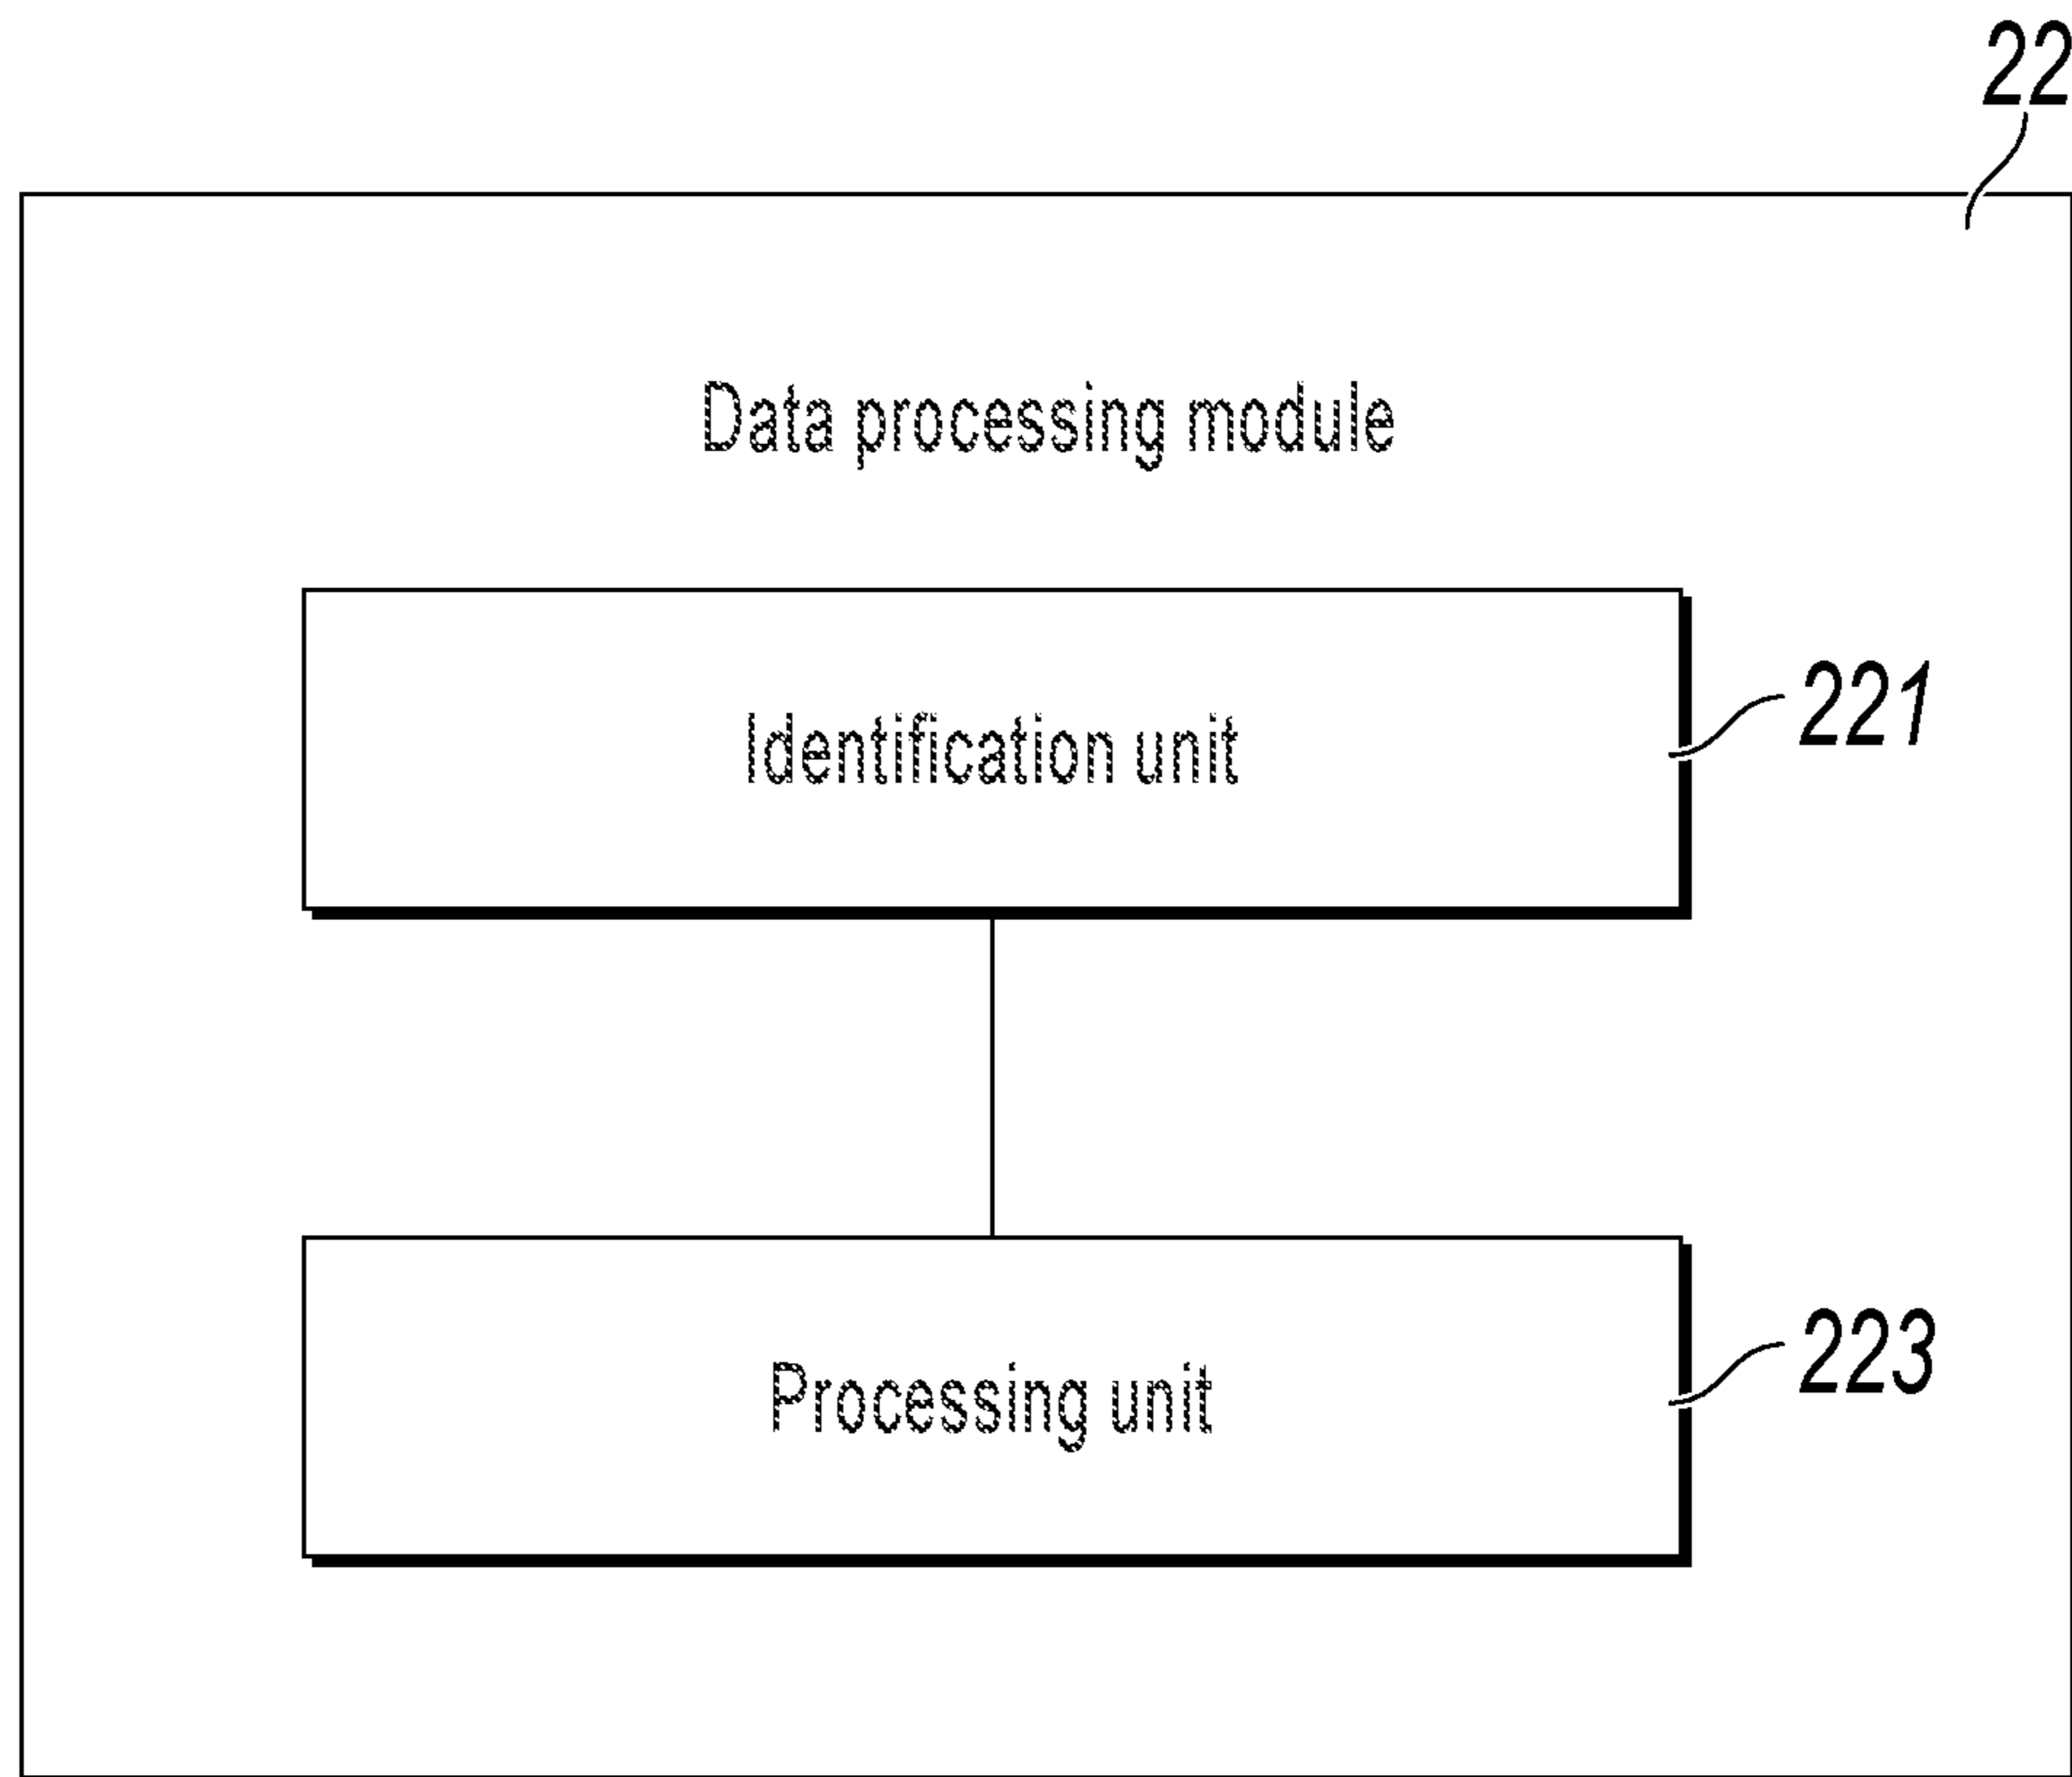 22
Data processing module
Identification unit
221
Processing unit
223